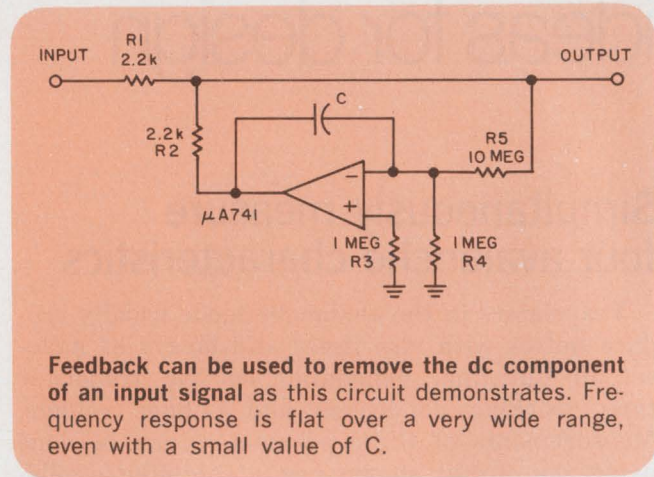 R1
INPUT
2.2k
OUTPUT
C
2.2k
R2
R5
10 MEG
−
+
μA741
1 MEG
R3
1 MEG
R4
Feedback can be used to remove the dc component
of an input signal as this circuit demonstrates. Fre-
quency response is flat over a very wide range,
even with a small value of C.